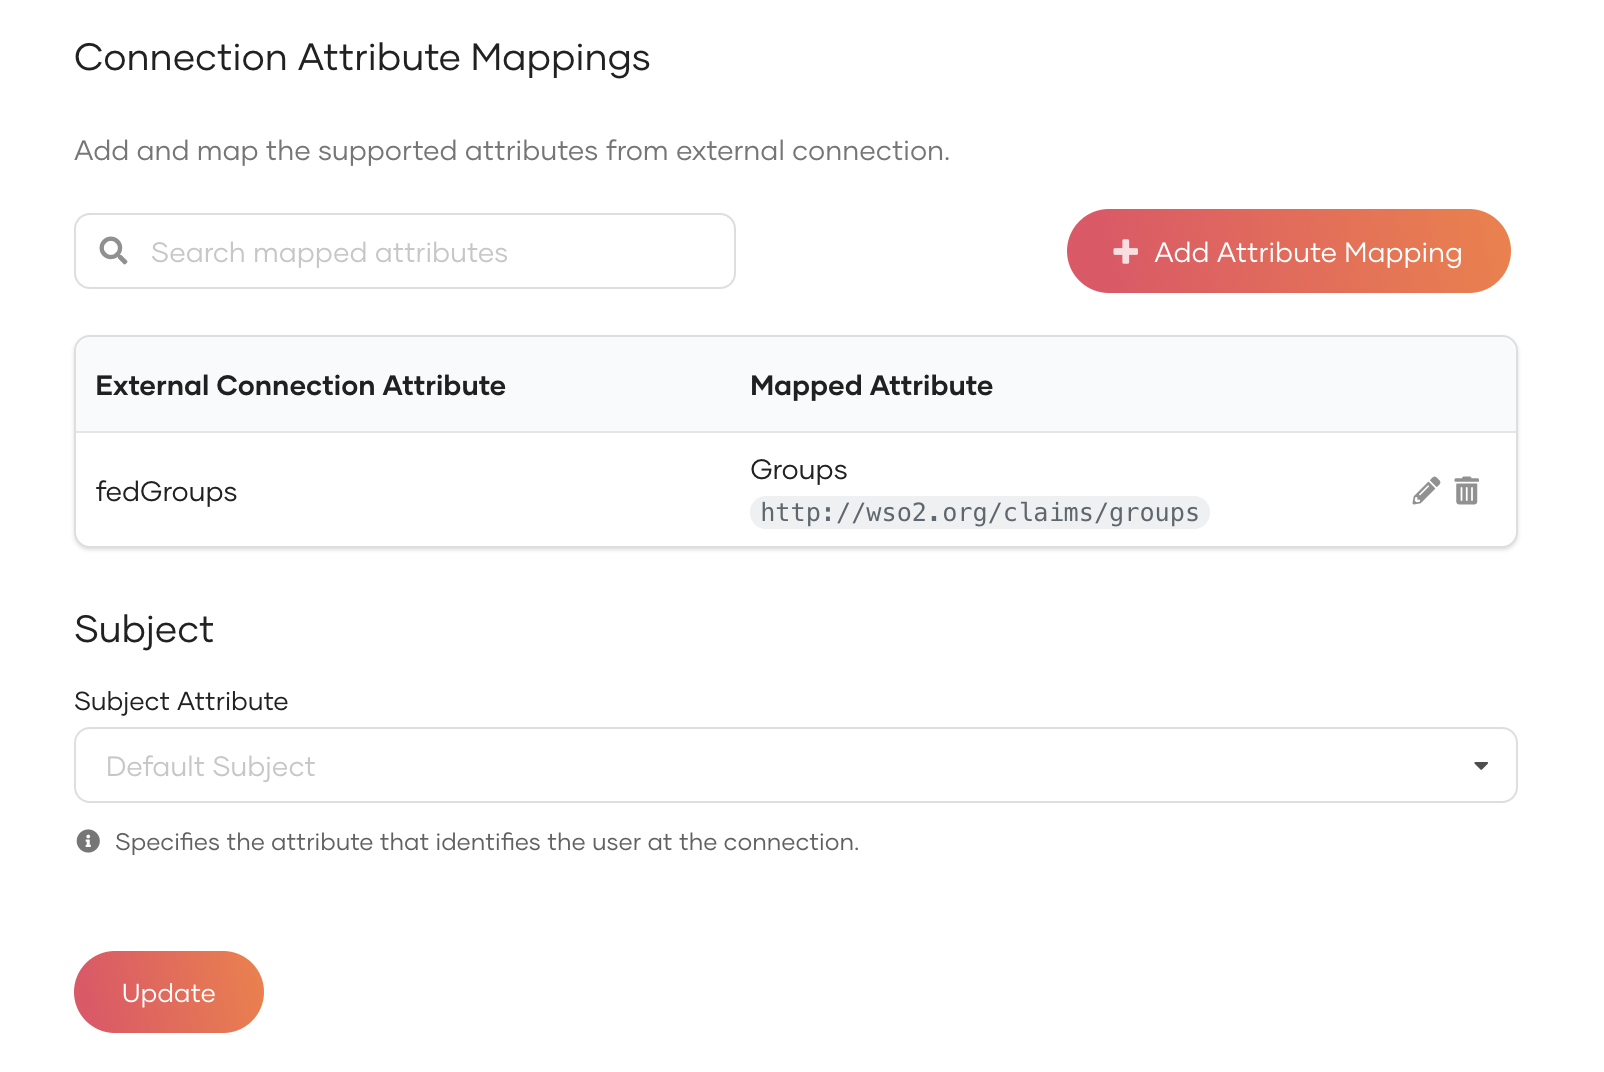 Connection Attribute Mappings
Add and map the supported attributes from external connection.
Search mapped attributes
Add Attribute Mapping
External Connection Attribute
Mapped Attribute
fedGroups
Groups
http://wso2.org/claims/groups
Subject
Subject Attribute
Default Subject
Specifies the attribute that identifies the user at the connection.
Update